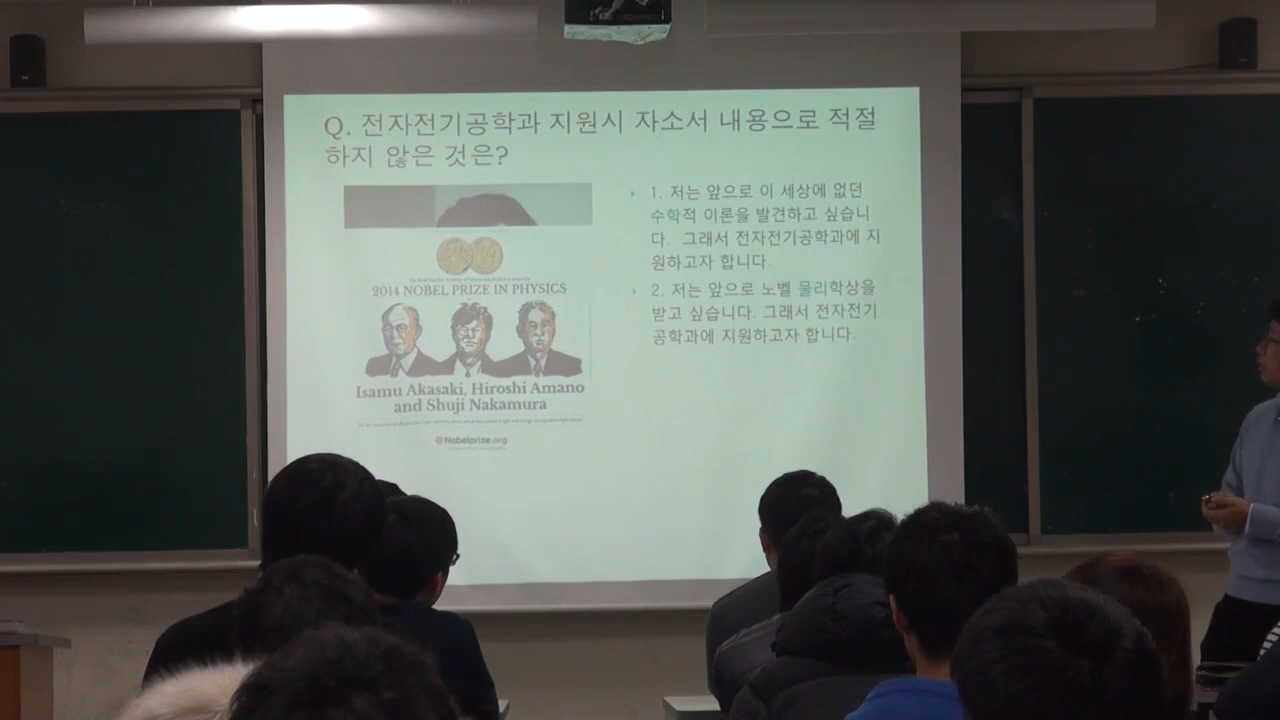 Q. 전자전기공학과 지원시 자소서 내용으로 적절
하지 않은 것은?
2014 NOBEL PRIZE IN PHYSICS
Isamu Akasaki, Hiroshi Amano
and Shuji Nakamura
Nobelprize.org
1. 저는 앞으로 이 세상에 없던
수학적 이론을 발견하고 싶습니
다. 그래서 전자전기공학과에 지
원하고자 합니다.
2. 저는 앞으로 노벨 물리학상을
받고 싶습니다. 그래서 전자전기
공학과에 지원하고자 합니다.